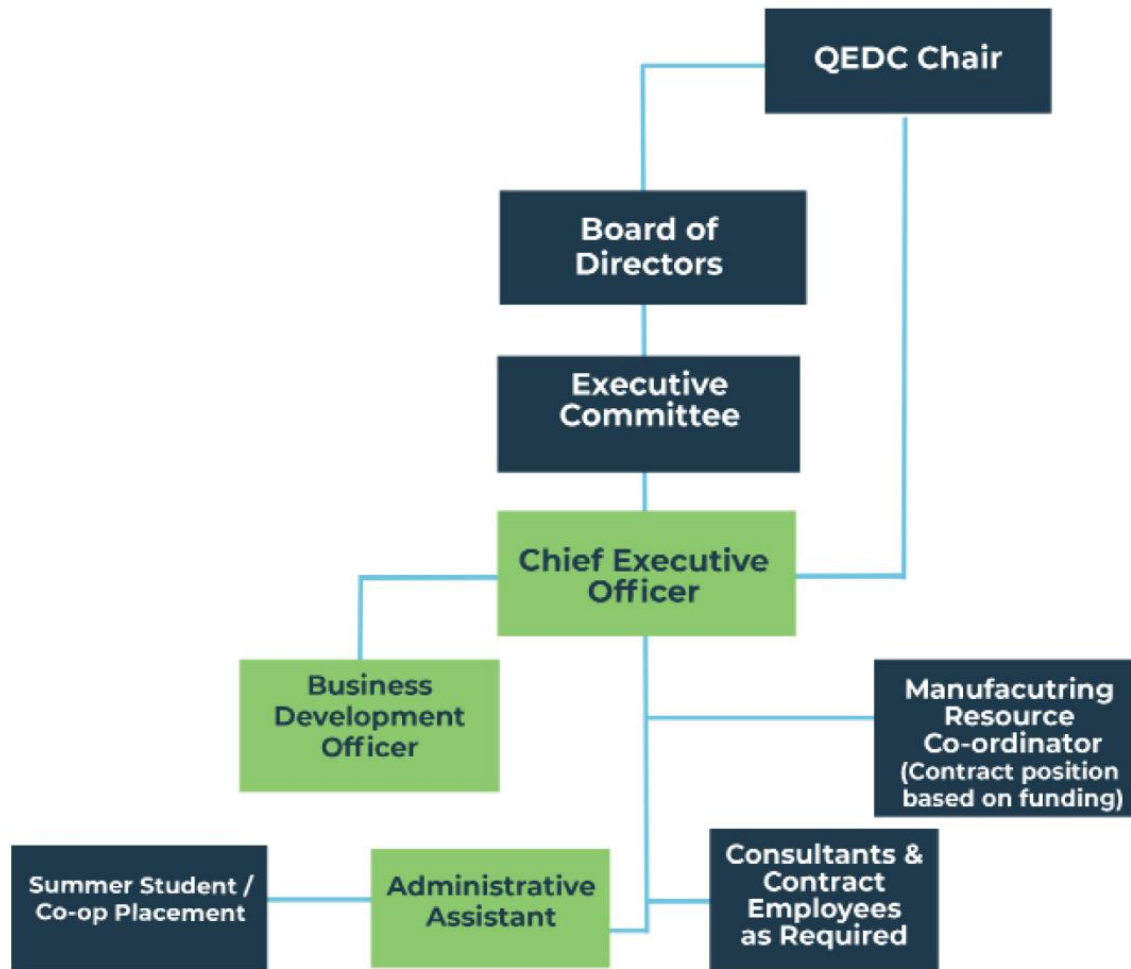 QEDC Chair
Board of
Directors
Executive
Committee
Chief Executive
Officer
Business
Development
Officer
Manufacutring
Resource
Co-ordinator
(Contract position
based on funding)
Summer Student /
Co-op Placement
Administrative
Assistant
Consultants &
Contract
Employees
as Required